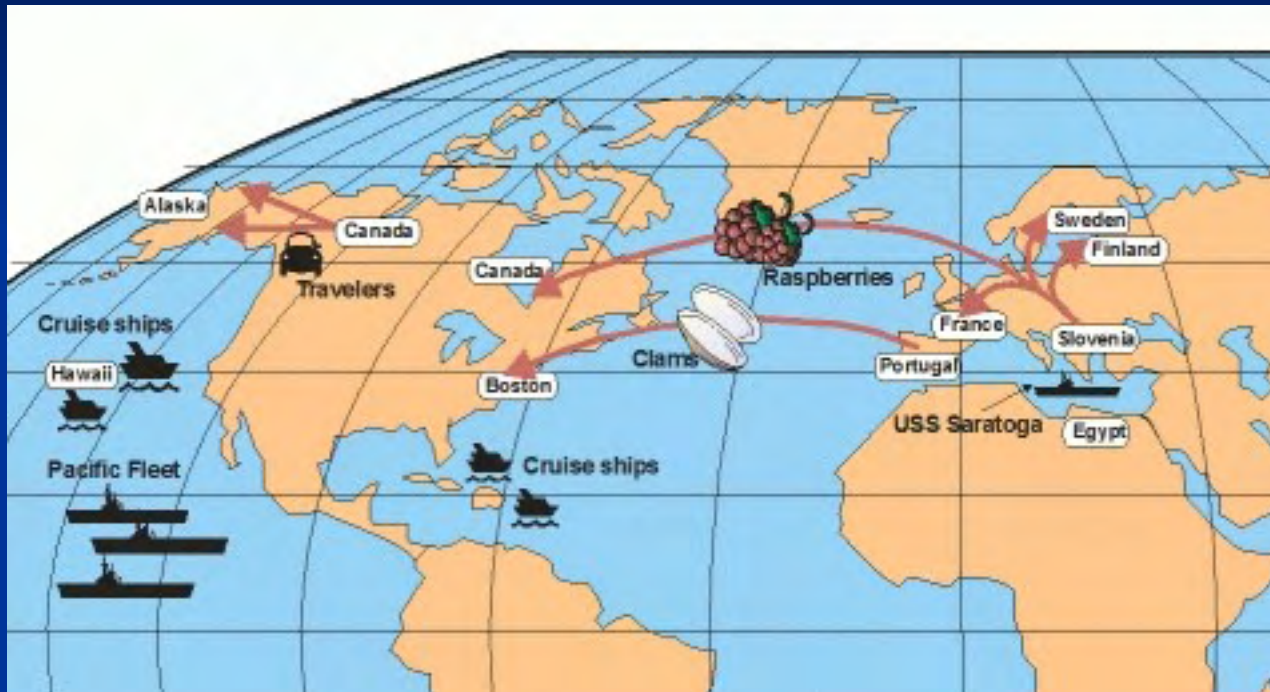 Alaska
Canada
Travelers
Cruise ships
Hawaii
Pacific Fleet
Canada
Raspberries
Clams
Boston
Cruise ships
Sweden
Finland
France
Slovenia
Portugal
USS Saratoga
Egypt